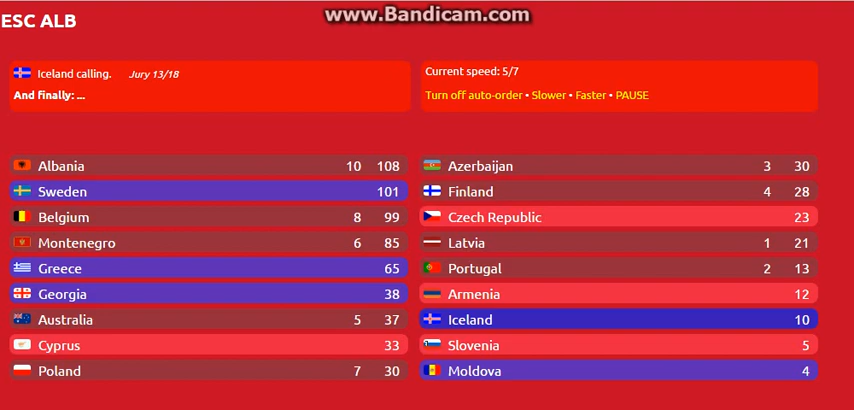 www.Bandicam.com
ESC ALB
Iceland calling. Jury 13/18
And finally: ...
Current speed: 5/7
Turn off auto-order • Slower • Faster • PAUSE
Albania 10 108
Sweden 101
Belgium 8 99
Montenegro 6 85
Greece 65
Georgia 38
Australia 5 37
Cyprus 33
Poland 7 30
Azerbaijan 3 30
Finland 4 28
Czech Republic 23
Latvia 1 21
Portugal 2 13
Armenia 12
Iceland 10
Slovenia 5
Moldova 4